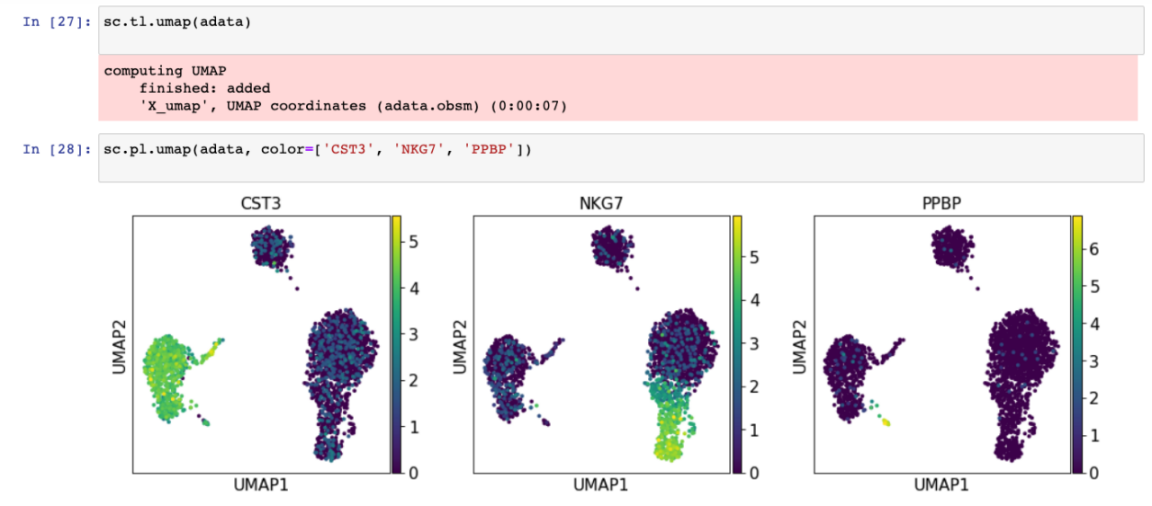 In [27]: sc.tl.umap(adata)
computing UMAP
finished: added
'X_umap', UMAP coordinates (adata.obsm) (0:00:07)
In [28]: sc.pl.umap(adata, color=['CST3', 'NKG7', 'PPBP'])
CST3
5
4
3
2
1
0
UMAP2
UMAP1
NKG7
5
4
3
2
1
0
UMAP2
UMAP1
PPBP
6
5
4
3
2
1
0
UMAP2
UMAP1